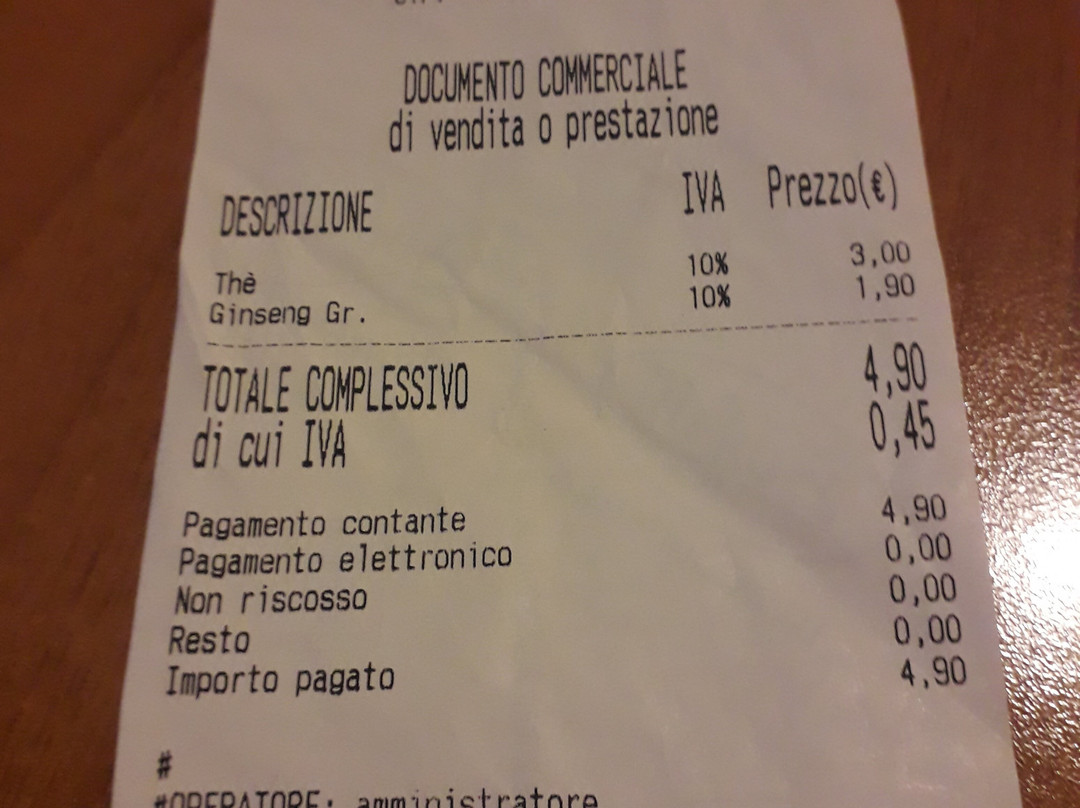 DOCUMENTO COMMERCIALE
di vendita o prestazione
DESCRIZIONE IVA Prezzo(€)
Thè 10% 3,00
Ginseng Gr. 10% 1,90
TOTALE COMPLESSIVO 4,90
di cui IVA 0,45
Pagamento contante 4,90
Pagamento elettronico 0,00
Non riscosso 0,00
Resto 0,00
Importo pagato 4,90
#
#OPERATORE: amministratore